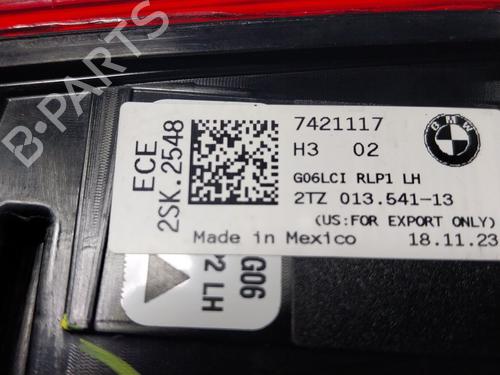 B-PARTS
ECE
2SK.2548
7421117
H3 02
BMW
G06LCI RLP1 LH
2TZ 013.541-13
(US:FOR EXPORT ONLY)
Made in Mexico 18.11.23
G06
P2 LH